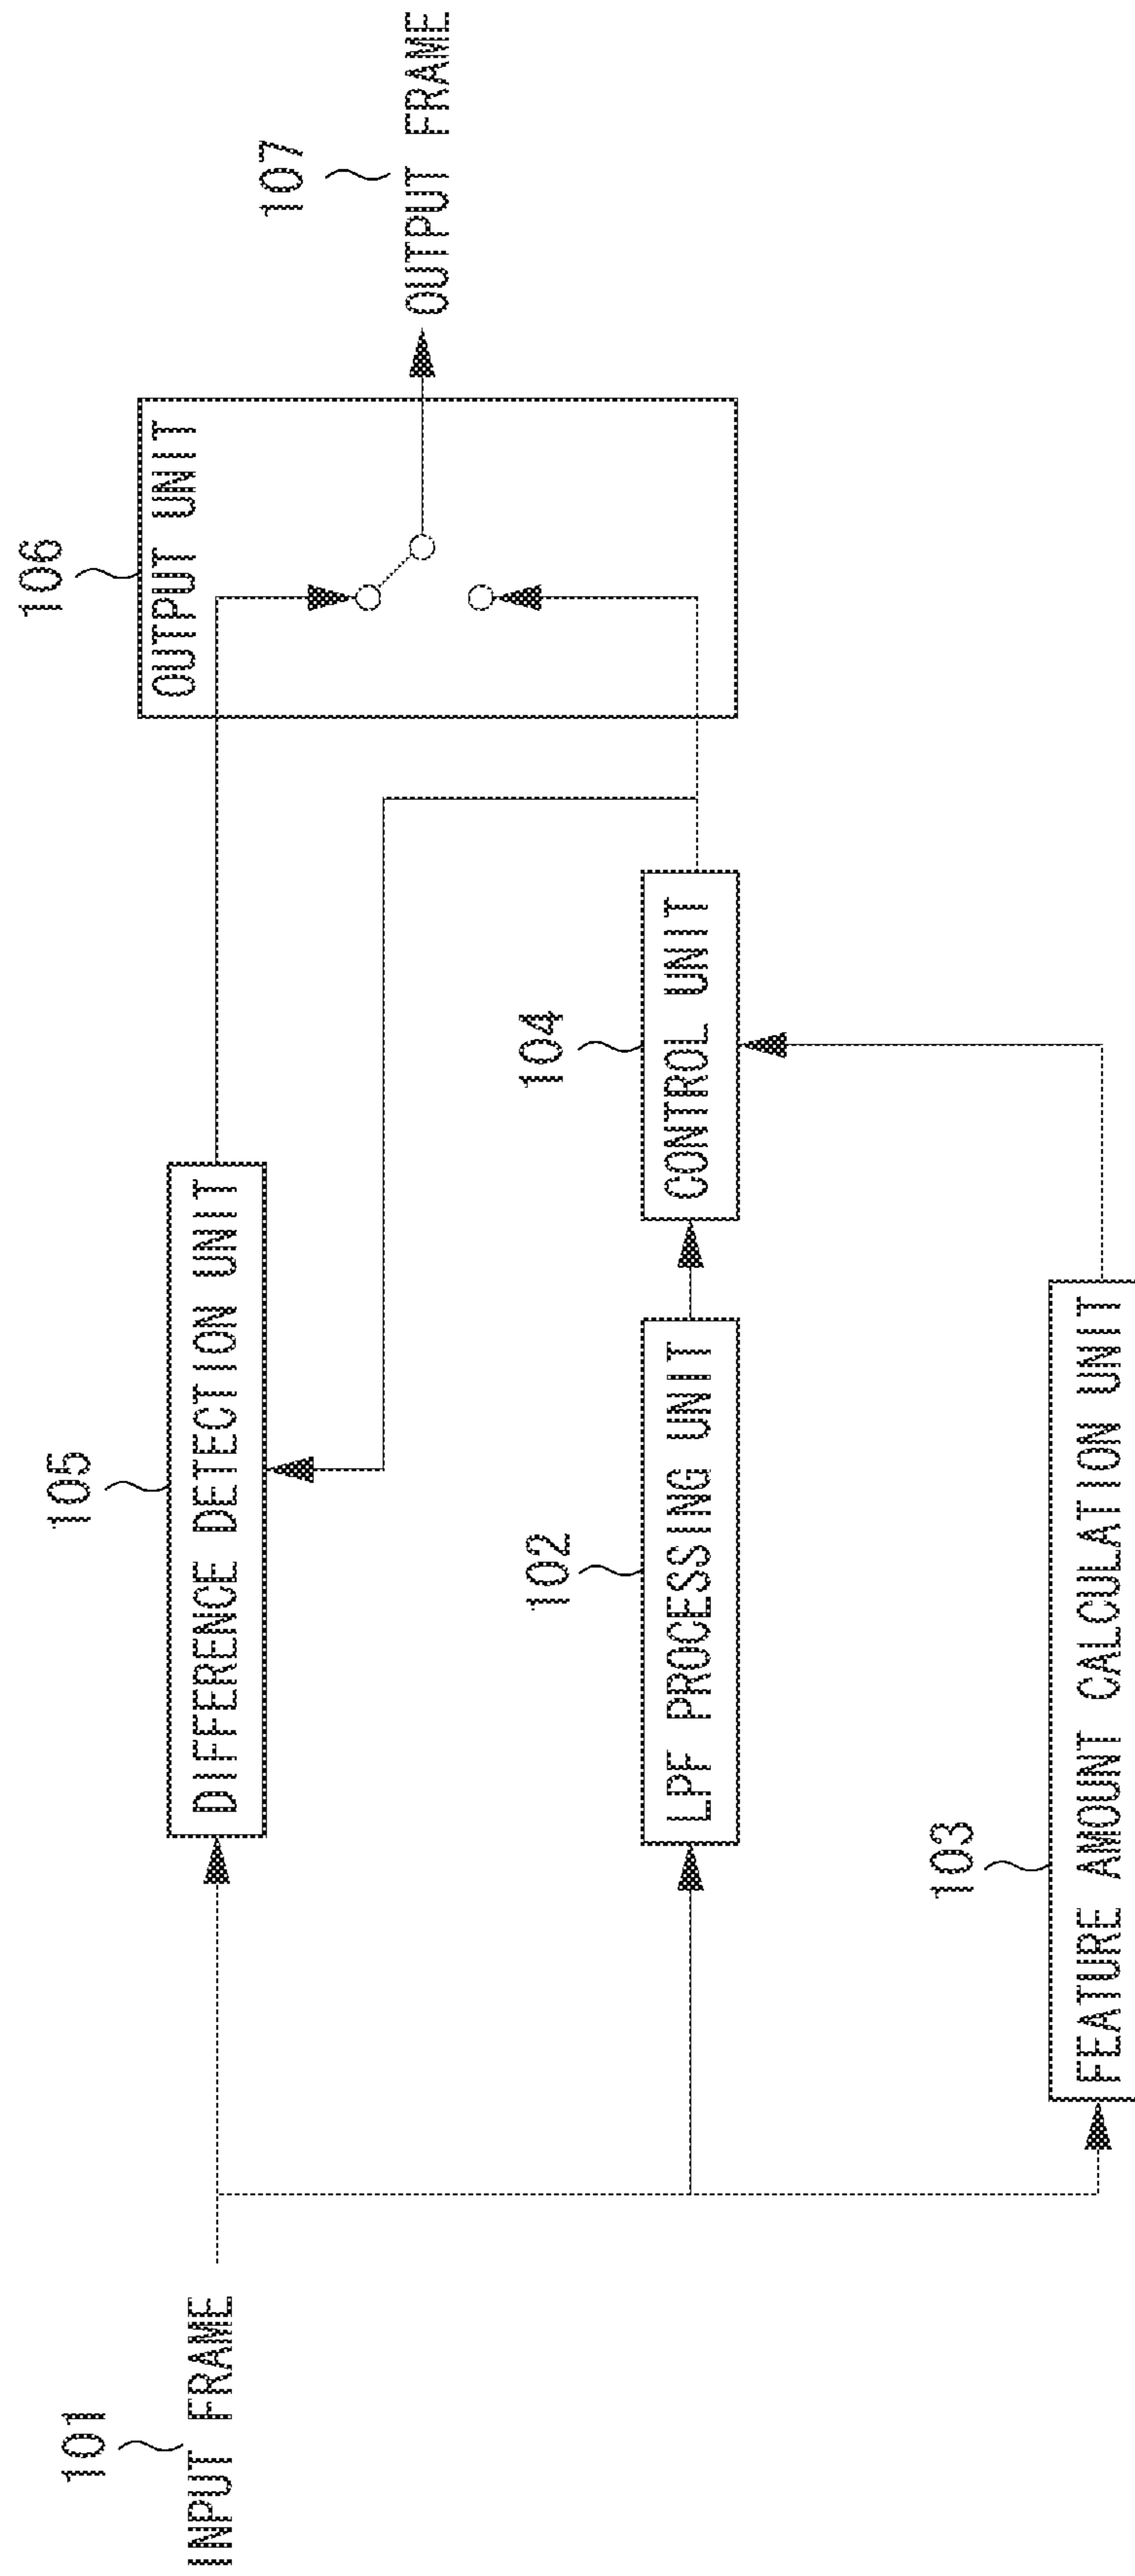 101
INPUT FRAME
105
DIFFERENCE DETECTION UNIT
102
LPF PROCESSING UNIT
103
FEATURE AMOUNT CALCULATION UNIT
104
CONTROL UNIT
106
OUTPUT UNIT
107
OUTPUT FRAME